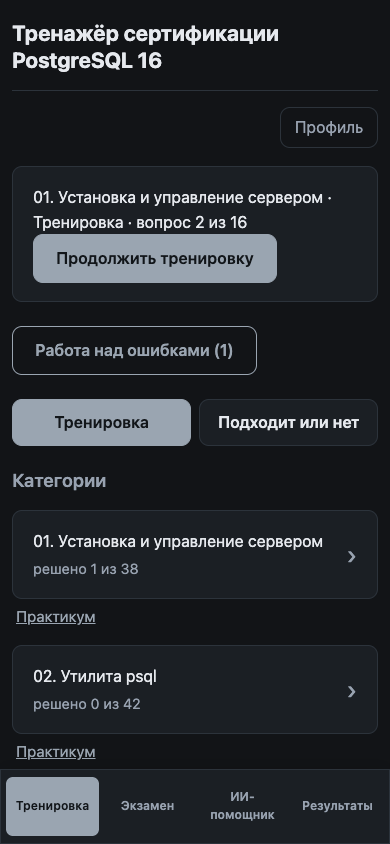 Тренажёр сертификации
PostgreSQL 16
Профиль
01. Установка и управление сервером ·
Тренировка · вопрос 2 из 16
Продолжить тренировку
Работа над ошибками (1)
Тренировка
Подходит или нет
Категории
01. Установка и управление сервером
решено 1 из 38
Практикум
02. Утилита psql
решено 0 из 42
Практикум
Тренировка
Экзамен
ИИ-
помощник
Результаты